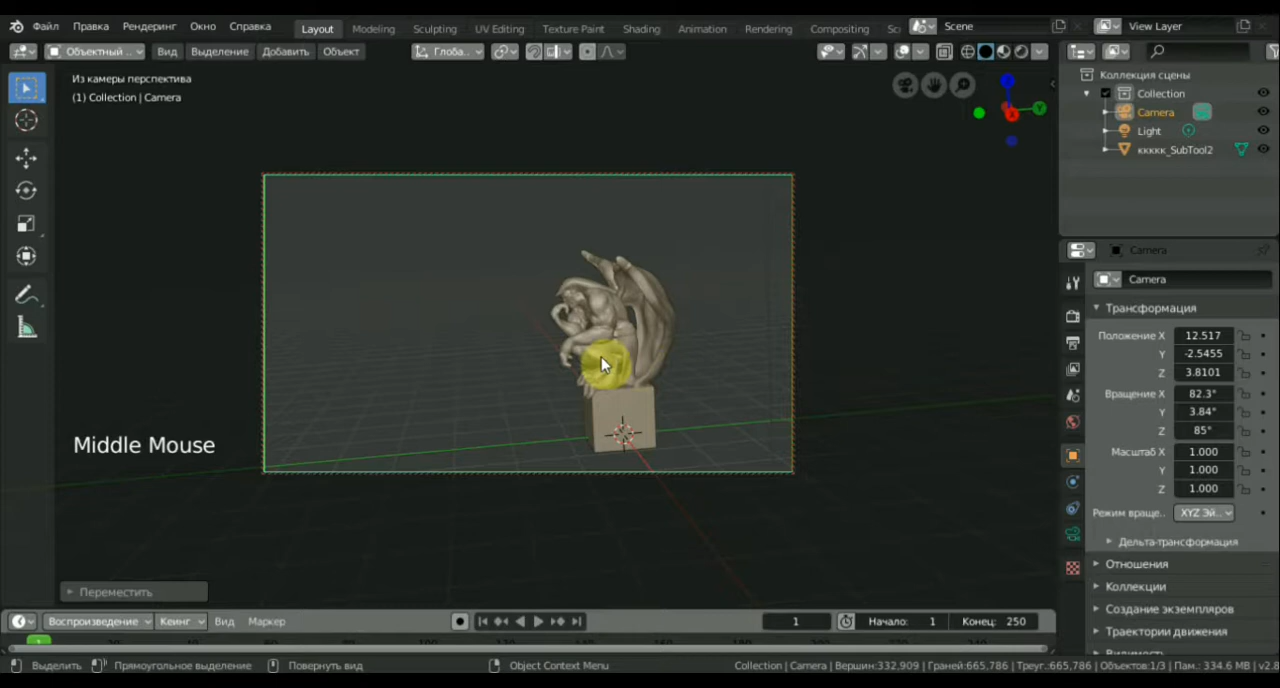 Файл Правка Рендеринг Окно Справка Layout Modeling Sculpting UV Editing Texture Paint Shading Animation Rendering Compositing Sc Scene View Layer
Объектный .. Вид Выделение Добавить Объект Глоба..
Из камеры перспектива
(1) Collection | Camera
Коллекция сцены
Collection
Camera
Light
ккккк_SubTool2
Y
X
Middle Mouse
Camera
Camera
Трансформация
Положение X 12.517
Y -2.5455
Z 3.8101
Вращение X 82.3°
Y 3.84°
Z 85°
Масштаб X 1.000
Y 1.000
Z 1.000
Режим враще.. XYZ Эй..
Дельта-трансформация
Отношения
Коллекции
Создание экземпляров
Траектории движения
Переместить
Воспроизведение Кеинг Вид Маркер 1 Начало: 1 Конец: 250
1
Выделить Прямоугольное выделение Повернуть вид Object Context Menu Collection | Camera | Вершин:332,909 | Граней:665,786 | Треуг.:665,786 | Объектов:1/3 | Пам.: 334.6 MB | v2.8